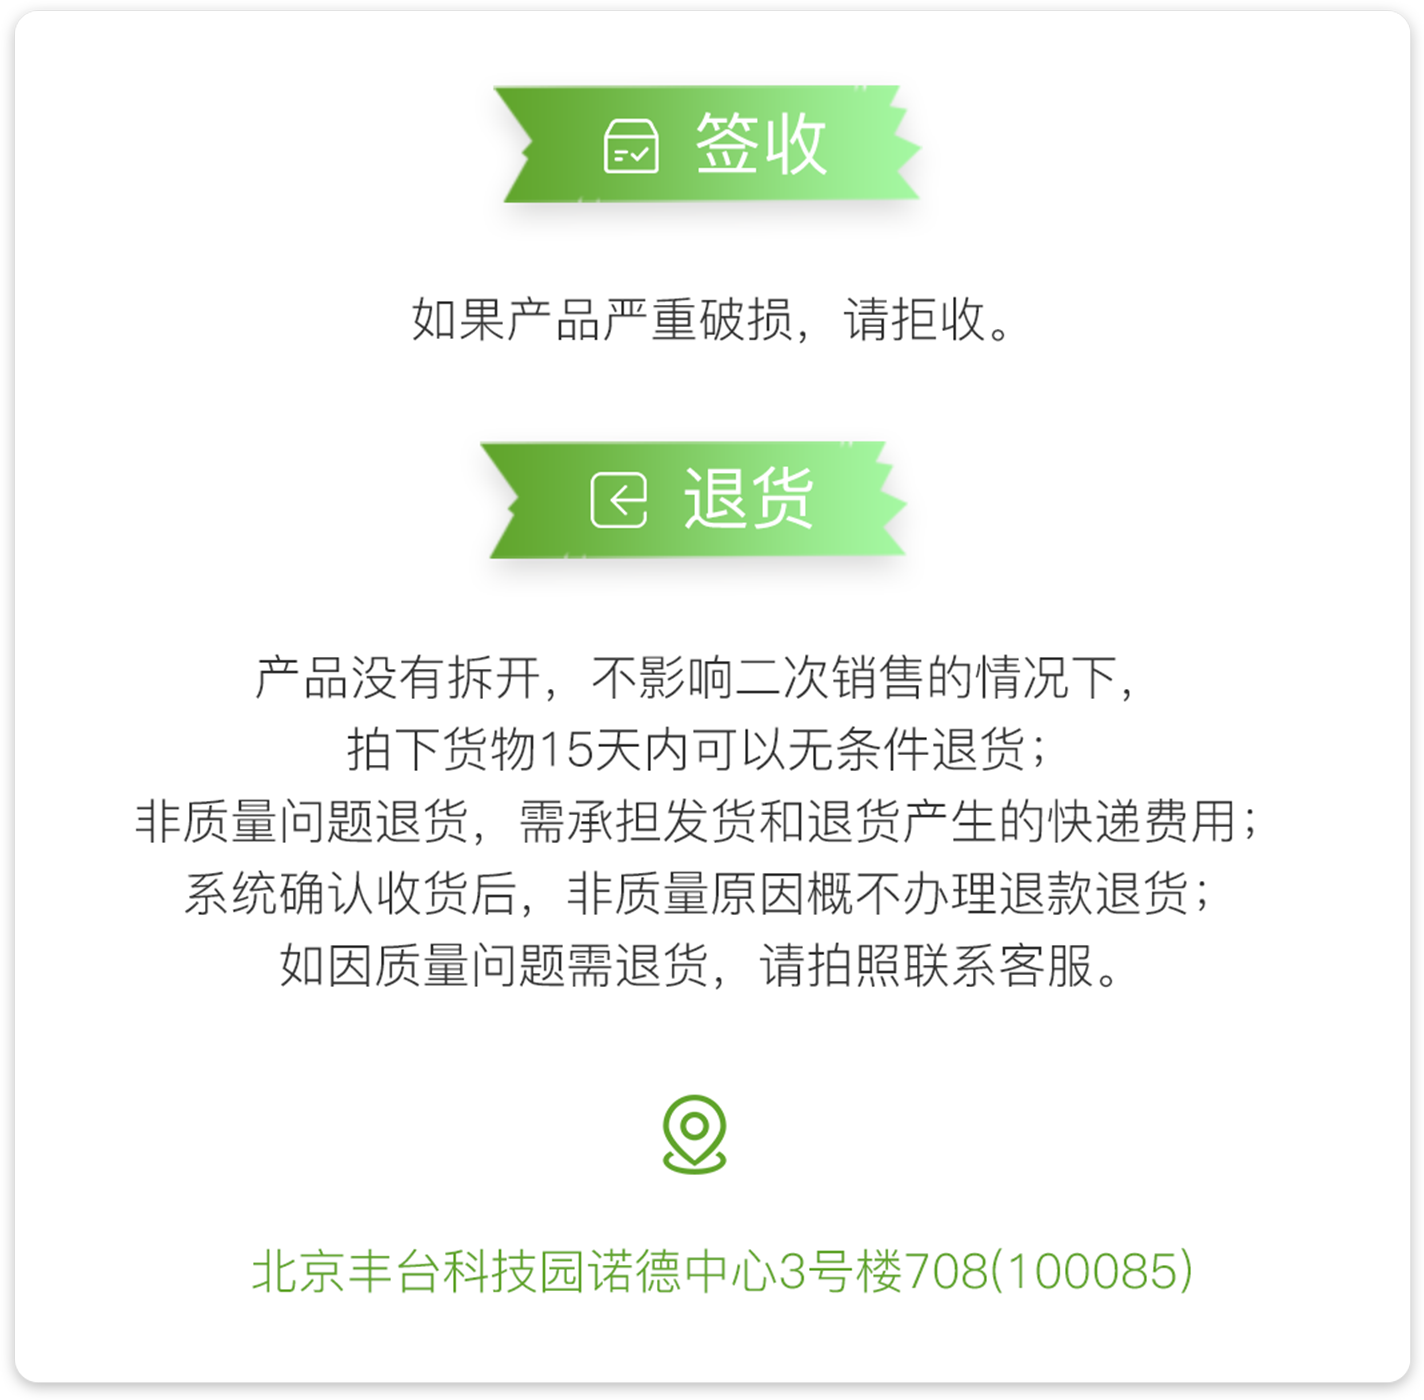 签收
如果产品严重破损，请拒收。
退货
产品没有拆开，不影响二次销售的情况下，
拍下货物15天内可以无条件退货；
非质量问题退货，需承担发货和退货产生的快递费用；
系统确认收货后，非质量原因概不办理退款退货；
如因质量问题需退货，请拍照联系客服。
北京丰台科技园诺德中心3号楼708(100085)